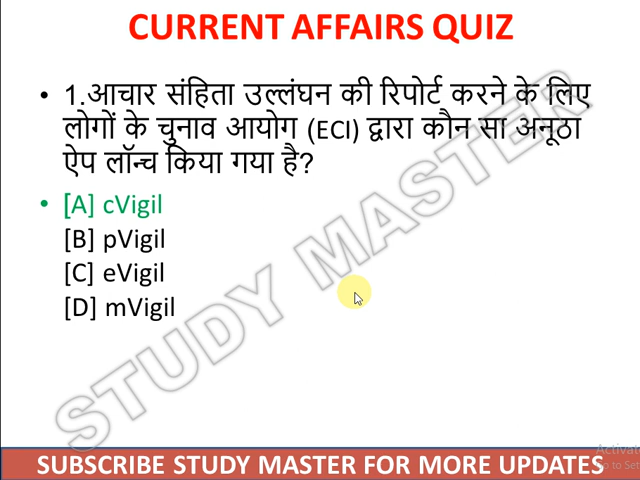 CURRENT AFFAIRS QUIZ
• 1.आचार संहिता उल्लंघन की रिपोर्ट करने के लिए
लोगों के चुनाव आयोग (ECI) द्वारा कौन सा अनूठा
ऐप लॉन्च किया गया है?
• [A] cVigil
[B] pVigil
[C] eVigil
[D] mVigil
STUDY MASTER
SUBSCRIBE STUDY MASTER FOR MORE UPDATES